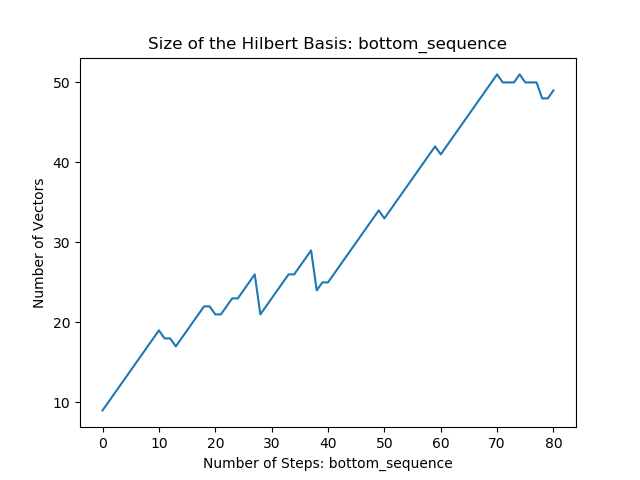 Size of the Hilbert Basis: bottom_sequence
50
40
30
20
10
Number of Vectors
0 10 20 30 40 50 60 70 80
Number of Steps: bottom_sequence